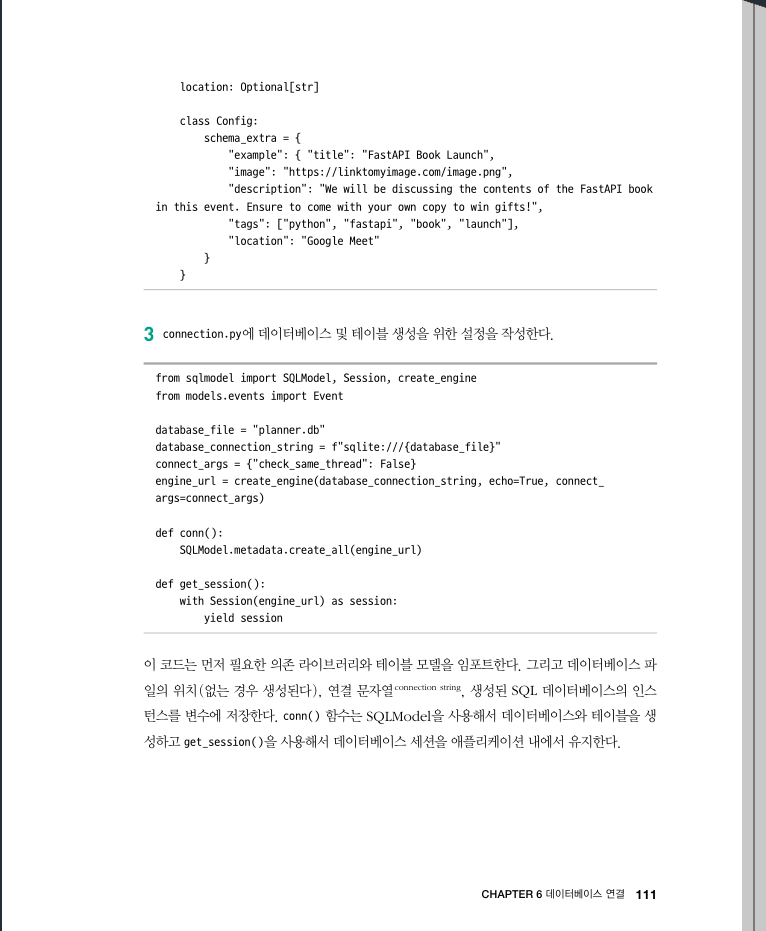 location: Optional[str]
class Config:
schema_extra = {
"example": { "title": "FastAPI Book Launch",
"image": "https://linktomyimage.com/image.png",
"description": "We will be discussing the contents of the FastAPI book
in this event. Ensure to come with your own copy to win gifts!",
"tags": ["python", "fastapi", "book", "launch"],
"location": "Google Meet"
}
}
3 connection.py에 데이터베이스 및 테이블 생성을 위한 설정을 작성한다.
from sqlmodel import SQLModel, Session, create_engine
from models.events import Event
database_file = "planner.db"
database_connection_string = f"sqlite:///{database_file}"
connect_args = {"check_same_thread": False}
engine_url = create_engine(database_connection_string, echo=True, connect_
args=connect_args)
def conn():
SQLModel.metadata.create_all(engine_url)
def get_session():
with Session(engine_url) as session:
yield session
이 코드는 먼저 필요한 의존 라이브러리와 테이블 모델을 임포트한다. 그리고 데이터베이스 파
일의 위치(없는 경우 생성된다), 연결 문자열connection string, 생성된 SQL 데이터베이스의 인스
턴스를 변수에 저장한다. conn() 함수는 SQLModel을 사용해서 데이터베이스와 테이블을 생
성하고 get_session()을 사용해서 데이터베이스 세션을 애플리케이션 내에서 유지한다.
CHAPTER 6 데이터베이스 연결 111